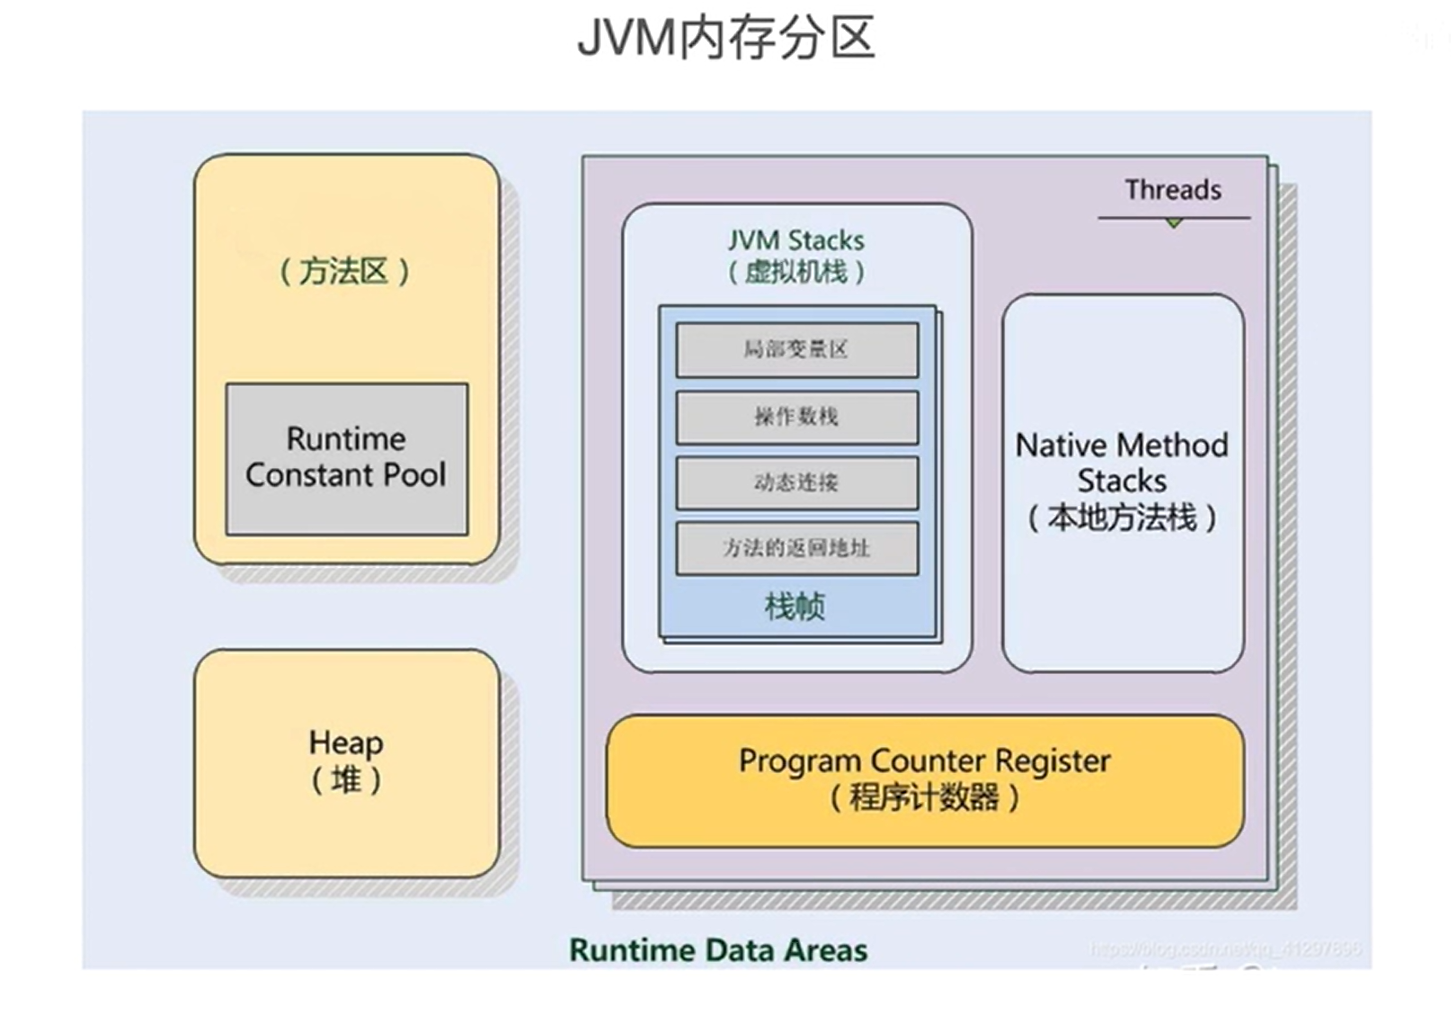 JVM内存分区
（方法区）
Runtime
Constant Pool
Heap
（堆）
Threads
JVM Stacks
（虚拟机栈）
局部变量区
操作数栈
动态连接
方法的返回地址
栈帧
Native Method
Stacks
（本地方法栈）
Program Counter Register
（程序计数器）
Runtime Data Areas
https://blog.csdn.net/qq_41297896